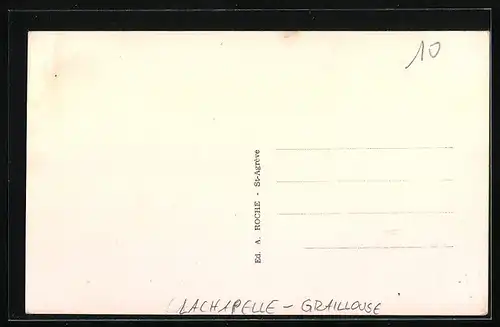 10
Ed. A. ROCHE - St-Agrève
LACHAPELLE - GRAILLOUSE